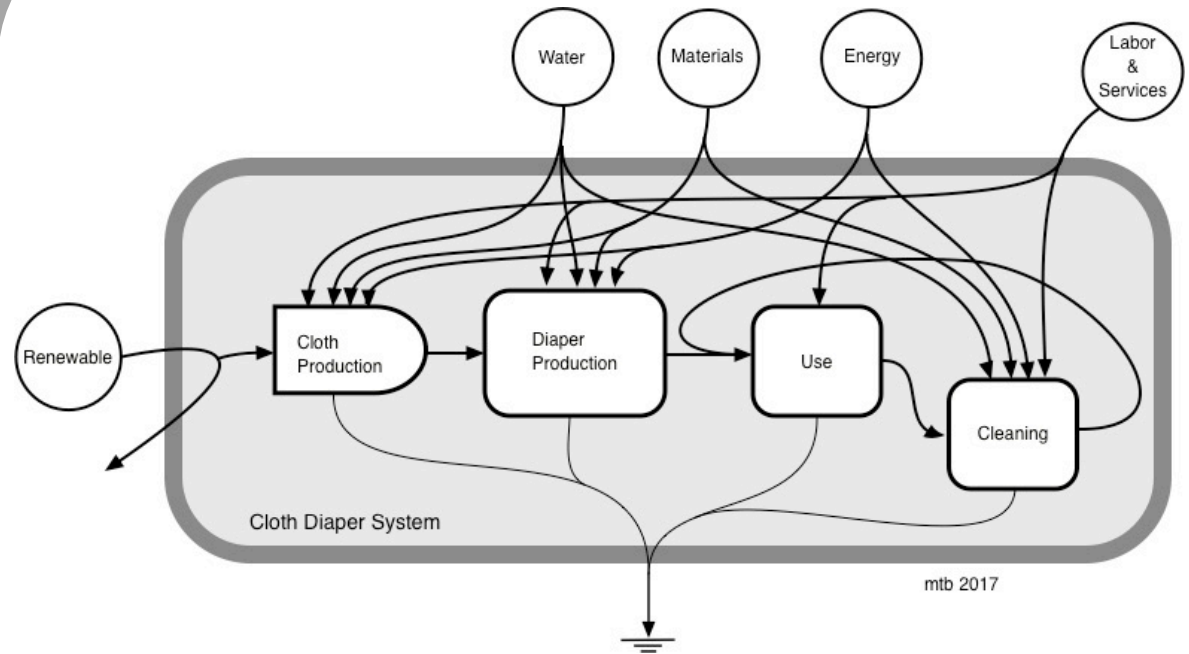 Water
Materials
Energy
Labor
&
Services
Renewable
Cloth
Production
Diaper
Production
Use
Cleaning
Cloth Diaper System
mtb 2017